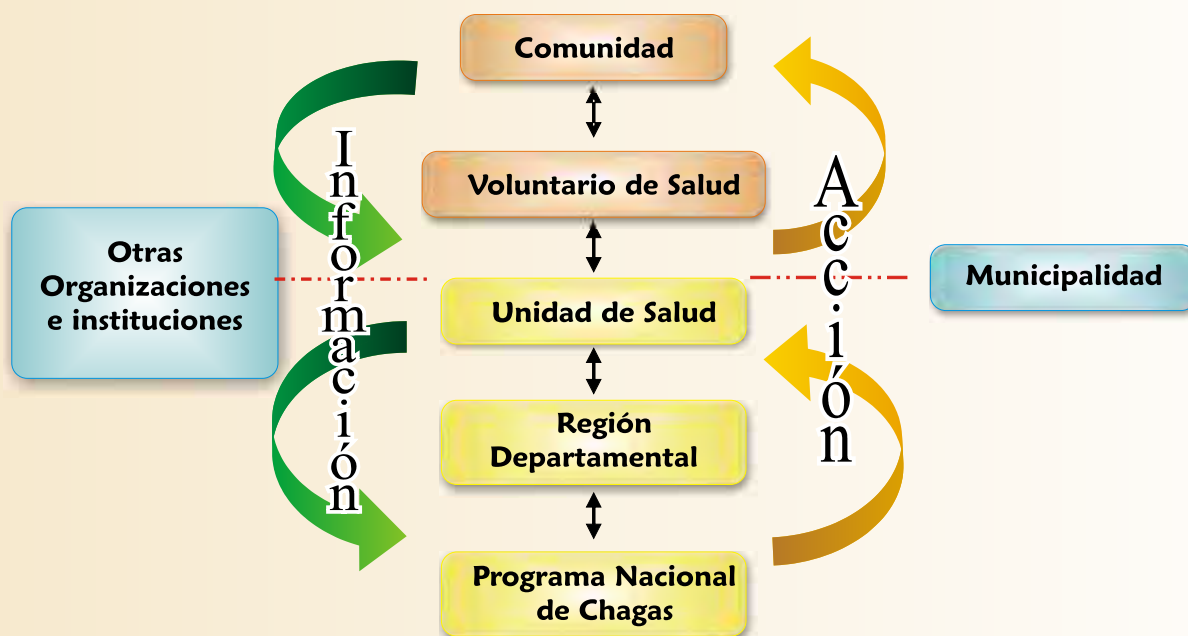 Comunidad
Voluntario de Salud
Información
Acción
Otras
Organizaciones
e instituciones
Unidad de Salud
Municipalidad
Región
Departamental
Programa Nacional
de Chagas